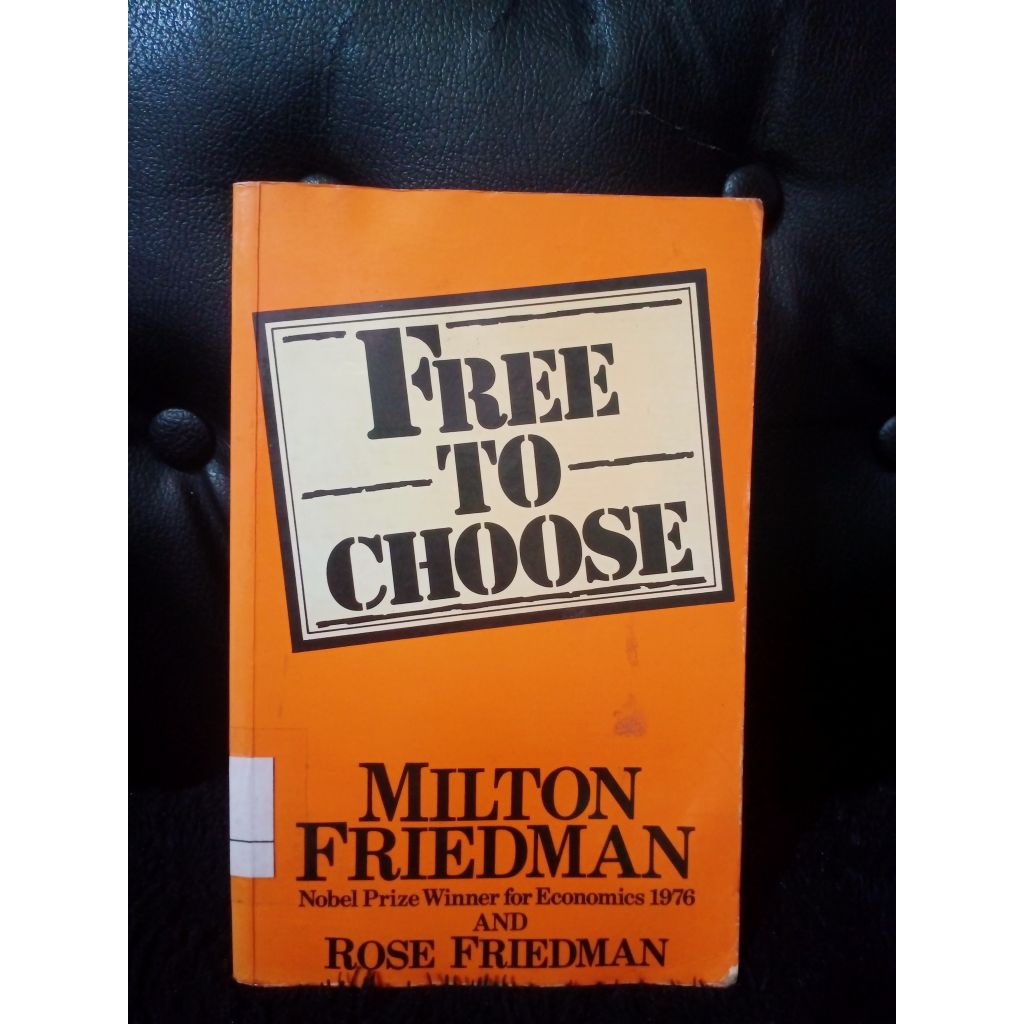 FREE
TO
CHOOSE
MILTON
FRIEDMAN
Nobel Prize Winner for Economics 1976
AND
ROSE FRIEDMAN